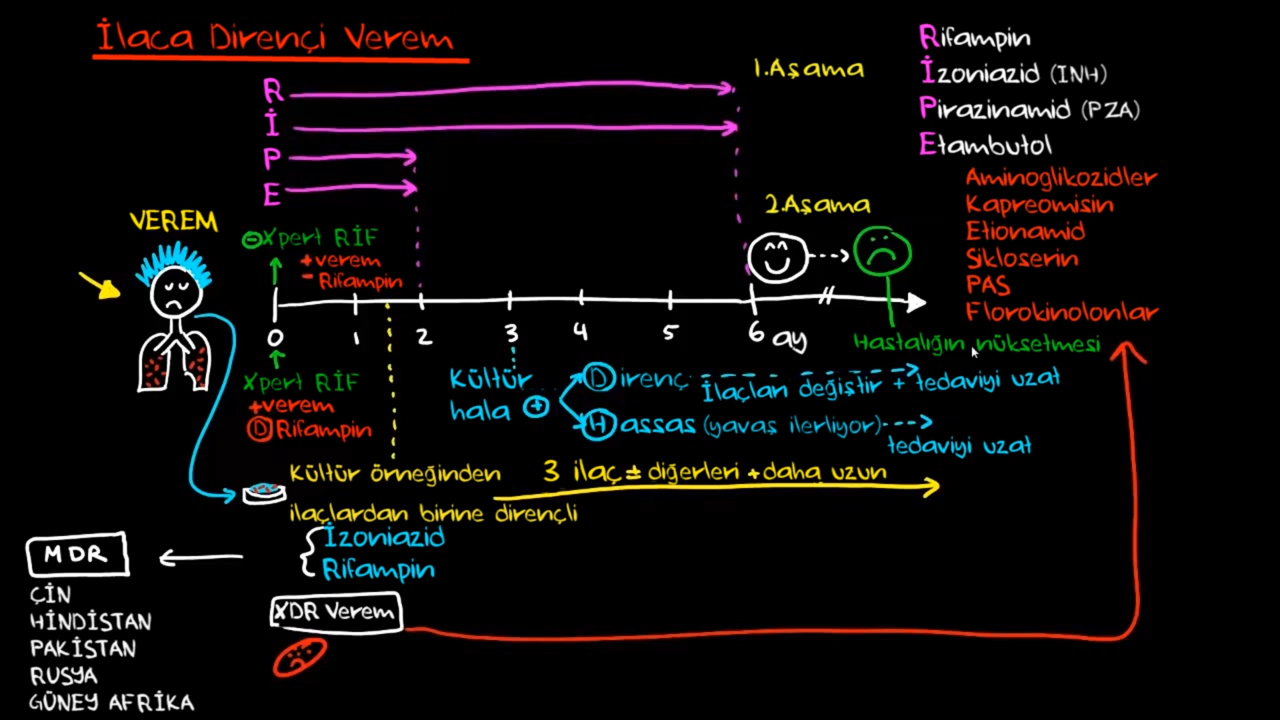 İlaca Dirençi Verem
R
İ
P
E
1.Aşama
Rifampin
İzoniazid (INH)
Pirazinamid (PZA)
Etambutol
Aminoglikozidler
Kapreomisin
Etionamid
Sikloserin
PAS
Florokinolonlar
2.Aşama
VEREM
-Xpert RİF
+verem
- Rifampin
0 1 2 3 4 5 6 ay
Hastalığın nüksetmesi
Xpert RİF
+verem
D Rifampin
Kültür
hala +
Direnç
İlaçları değiştir + tedaviyi uzat
Hassas (yavaş ilerliyor)
tedaviyi uzat
Kültür örneğinden
ilaçlardan birine dirençli
3 ilaç ± diğerleri + daha uzun
İzoniazid
Rifampin
MDR
ÇİN
HİNDİSTAN
PAKİSTAN
RUSYA
GÜNEY AFRİKA
XDR Verem